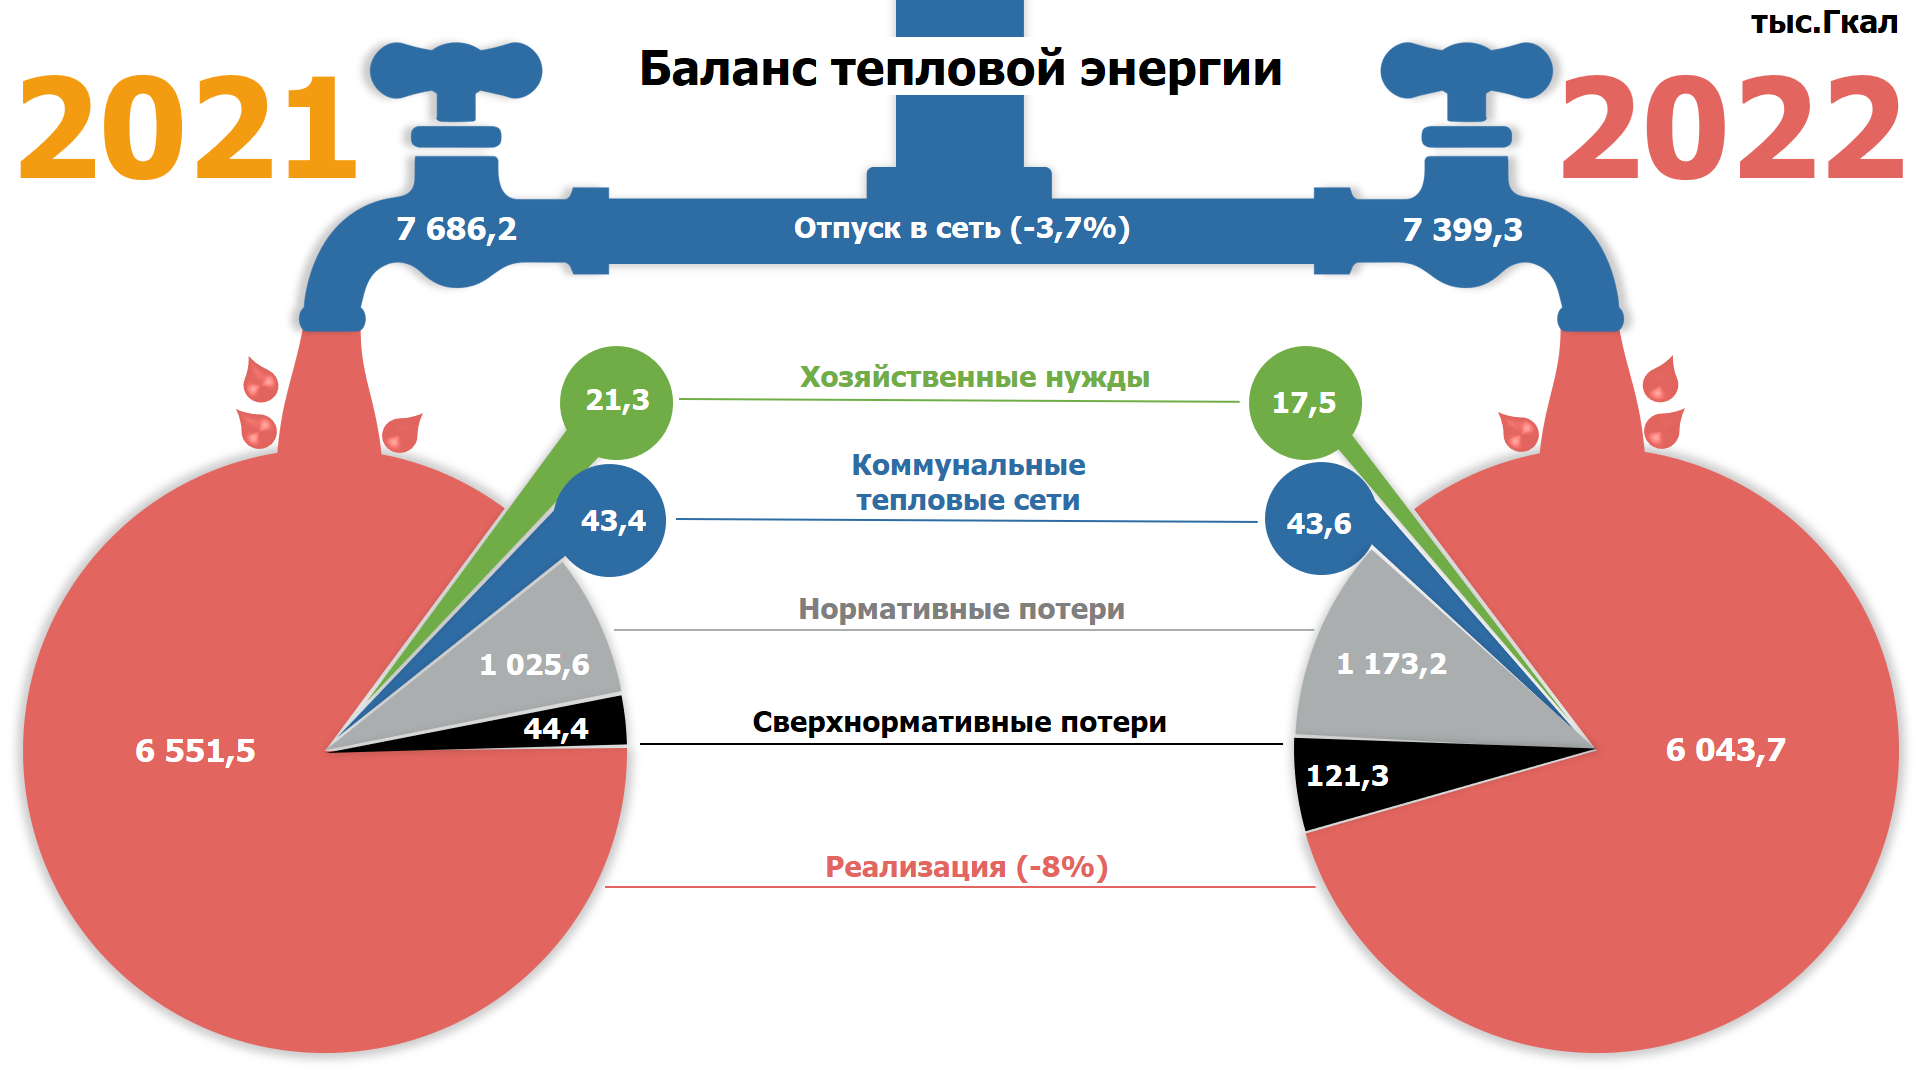 тыс.Гкал
Баланс тепловой энергии
2021
2022
7 686,2
Отпуск в сеть (-3,7%)
7 399,3
Хозяйственные нужды
21,3
17,5
Коммунальные
тепловые сети
43,4
43,6
Нормативные потери
1 025,6
1 173,2
Сверхнормативные потери
44,4
121,3
6 551,5
6 043,7
Реализация (-8%)